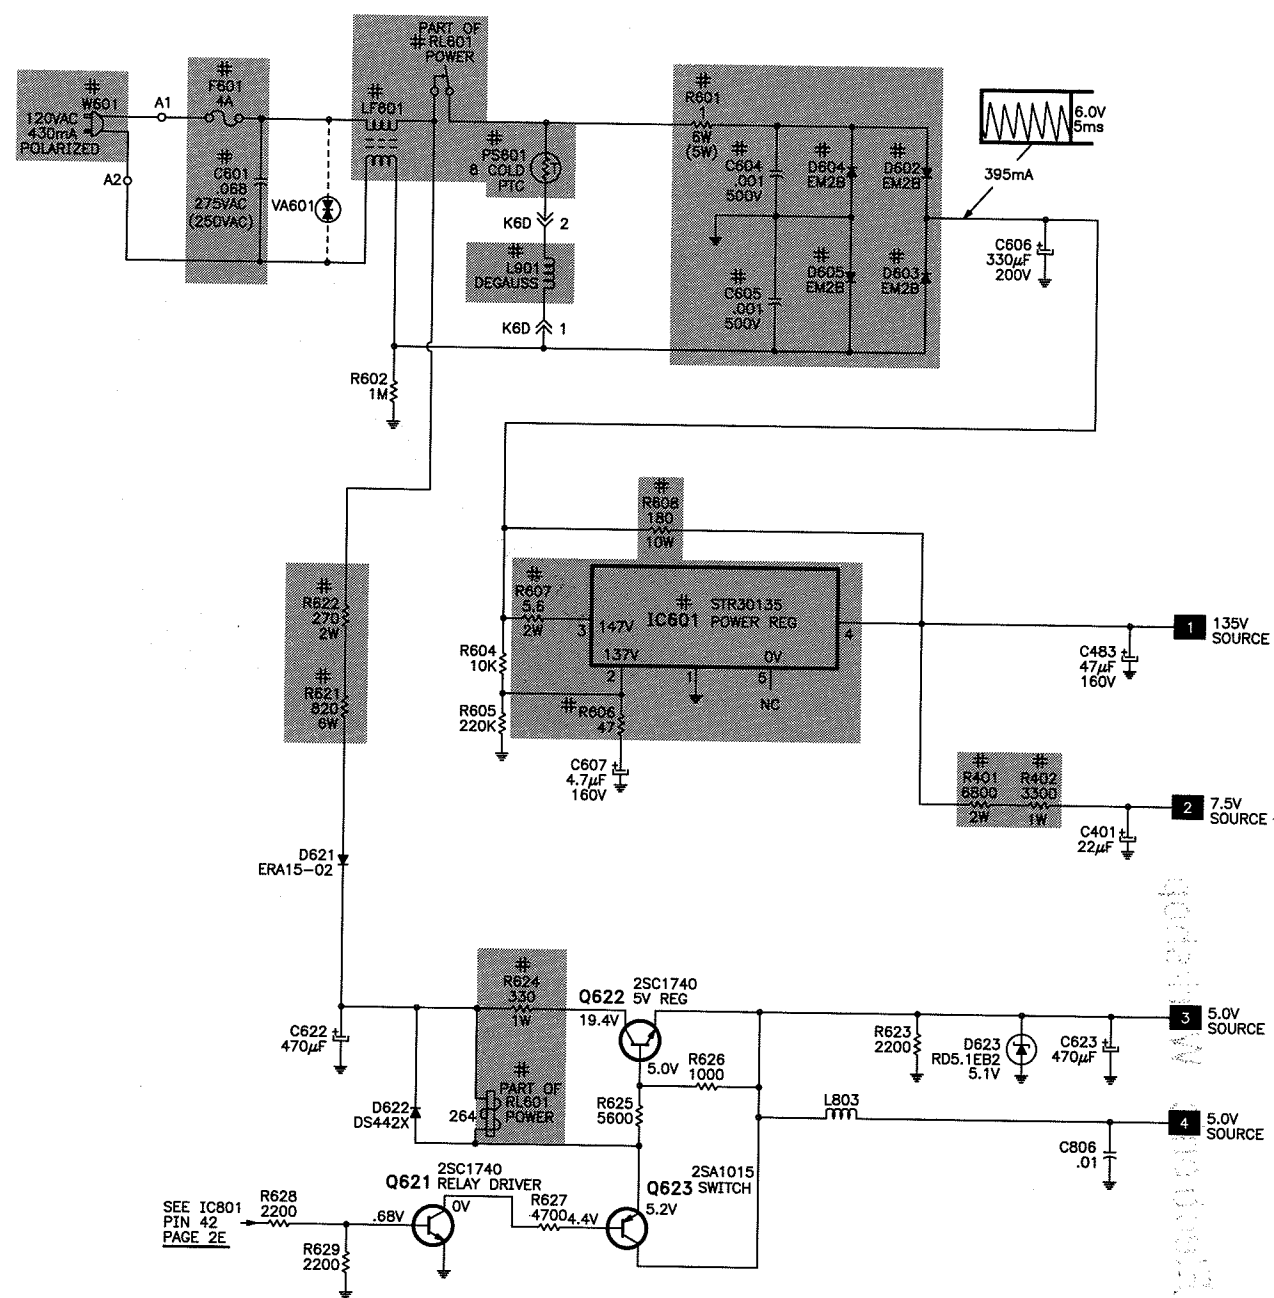 PART OF
# RL601
POWER
#
W601
120VAC
430mA
POLARIZED
A1
A2
#
F601
4A
#
C601
.068
275VAC
(250VAC)
VA601
LF601
#
PS601
8 COLD
PTC
K6D 2
#
L901
DEGAUSS
K6D 1
R602
1M
#
R601
1
6W
(5W)
#
C604
.001
500V
#
D604
EM2B
#
D602
EM2B
#
C605
.001
500V
#
D605
EM2B
#
D603
EM2B
6.0V
5ms
395mA
C606
330µF
200V
+
#
R608
180
10W
#
R607
5.6
2W
# STR30135
IC601 POWER REG
3
147V
4
137V
0V
2
1
5
NC
R604
10K
R605
220K
# R606
47
C607
4.7µF
160V
+
1
135V
SOURCE
C483
47µF
160V
+
#
R401
6800
2W
#
R402
3300
1W
2
7.5V
SOURCE
C401
22µF
+
#
R622
270
2W
#
R621
820
6W
D621
ERA15-02
#
R624
330
1W
Q622
2SC1740
5V REG
19.4V
5.0V
C622
470µF
+
#
PART OF
RL601
POWER
264
D622
DS442X
R625
5600
R626
1000
R623
2200
D623
RD5.1EB2
5.1V
C623
470µF
+
3
5.0V
SOURCE
L803
4
5.0V
SOURCE
C806
.01
Q621
2SC1740
RELAY DRIVER
0V
.68V
R627
4700
4.4V
Q623
2SA1015
SWITCH
5.2V
SEE IC801
PIN 42
PAGE 2E
R628
2200
R629
2200